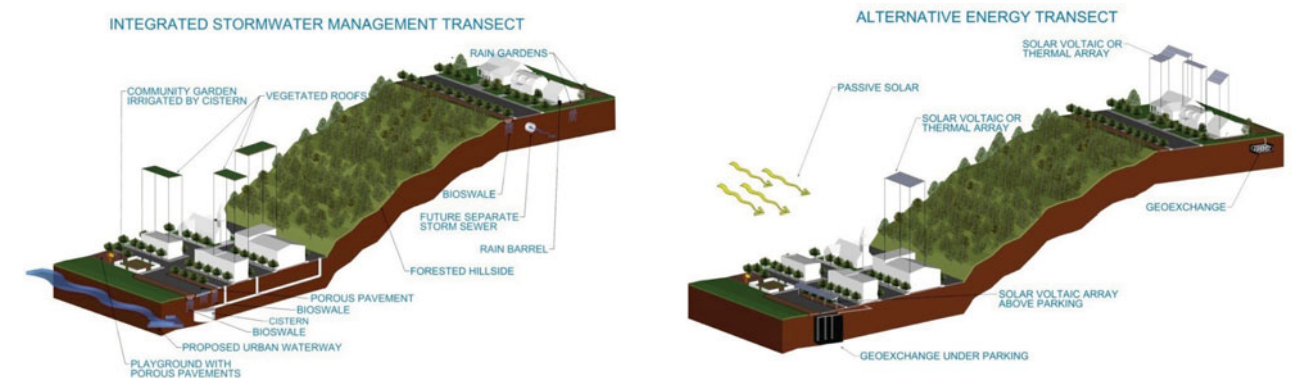 INTEGRATED STORMWATER MANAGEMENT TRANSECT
RAIN GARDENS
COMMUNITY GARDEN
IRRIGATED BY CISTERN
VEGETATED ROOFS
BIOSWALE
FUTURE SEPARATE
STORM SEWER
RAIN BARREL
FORESTED HILLSIDE
POROUS PAVEMENT
BIOSWALE
CISTERN
BIOSWALE
PROPOSED URBAN WATERWAY
PLAYGROUND WITH
POROUS PAVEMENTS
ALTERNATIVE ENERGY TRANSECT
SOLAR VOLTAIC OR
THERMAL ARRAY
PASSIVE SOLAR
SOLAR VOLTAIC OR
THERMAL ARRAY
GEOEXCHANGE
SOLAR VOLTAIC ARRAY
ABOVE PARKING
GEOEXCHANGE UNDER PARKING